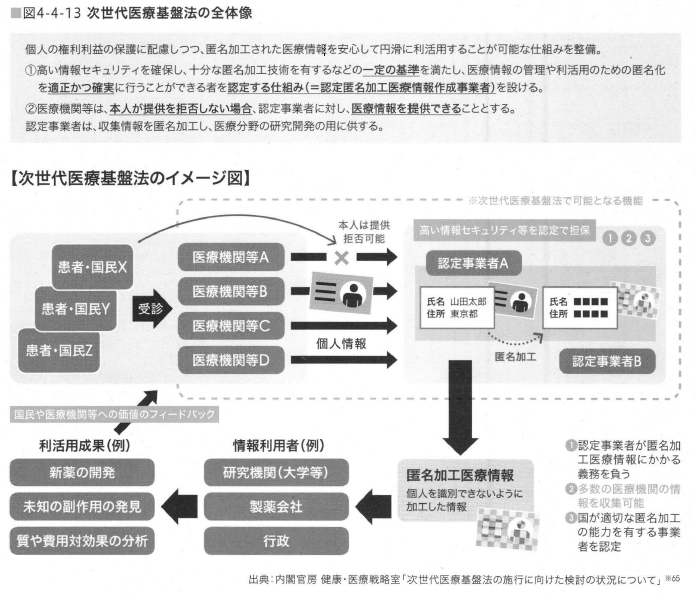 ■図4-4-13 次世代医療基盤法の全体像
個人の権利利益の保護に配慮しつつ、匿名加工された医療情報を安心して円滑に利活用することが可能な仕組みを整備。
①高い情報セキュリティを確保し、十分な匿名加工技術を有するなどの一定の基準を満たし、医療情報の管理や利活用のための匿名化
を適正かつ確実に行うことができる者を認定する仕組み(=認定匿名加工医療情報作成事業者)を設ける。
②医療機関等は、本人が提供を拒否しない場合、認定事業者に対し、医療情報を提供できることとする。
認定事業者は、収集情報を匿名加工し、医療分野の研究開発の用に供する。
【次世代医療基盤法のイメージ図】
※次世代医療基盤法で可能となる機能
患者・国民X
患者・国民Y
患者・国民Z
受診
医療機関等A
医療機関等B
医療機関等C
医療機関等D
本人は提供
拒否可能
個人情報
高い情報セキュリティ等を認定で担保
① ② ③
認定事業者A
氏名 山田太郎
住所 東京都
氏名 ■■■■
住所 ■■■■
匿名加工
認定事業者B
国民や医療機関等への価値のフィードバック
利活用成果(例)
新薬の開発
未知の副作用の発見
質や費用対効果の分析
情報利用者(例)
研究機関(大学等)
製薬会社
行政
匿名加工医療情報
個人を識別できないように
加工した情報
①認定事業者が匿名加
工医療情報にかかる
義務を負う
②多数の医療機関の情
報を収集可能
③国が適切な匿名加工
の能力を有する事業
者を認定
出典:内閣官房 健康・医療戦略室「次世代医療基盤法の施行に向けた検討の状況について」※65